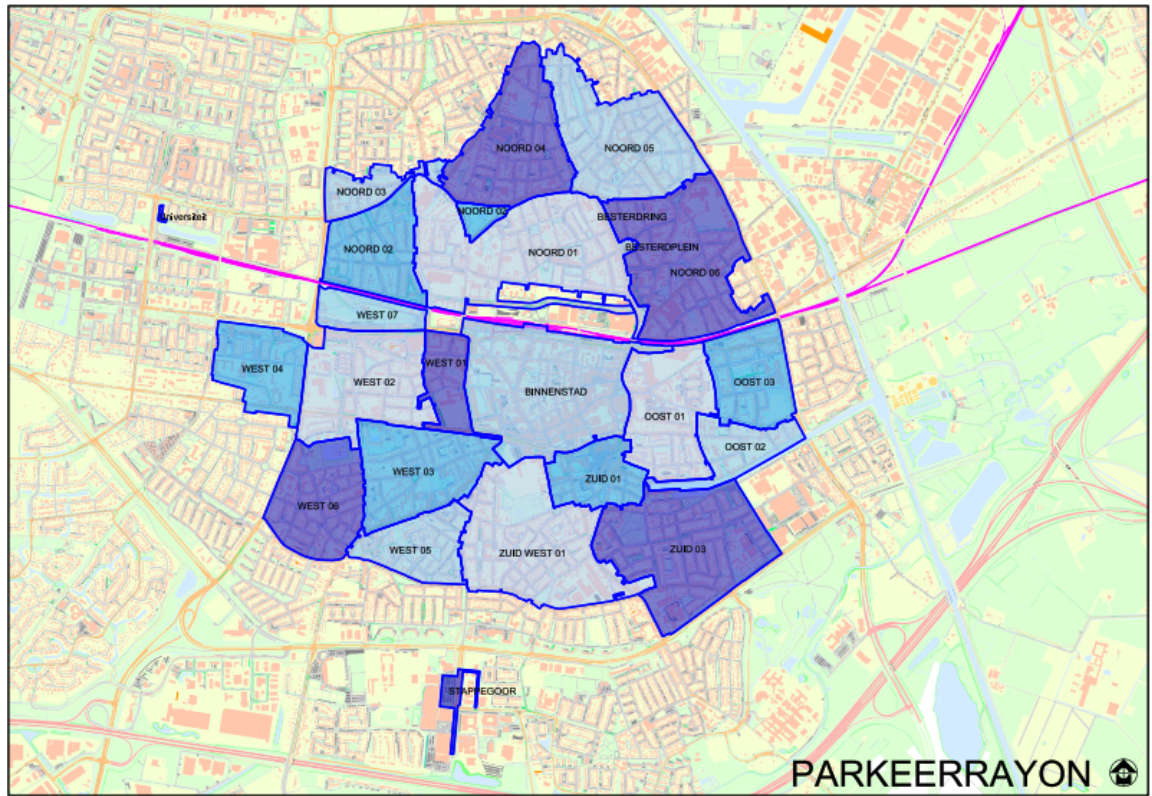 NOORD 04
NOORD 05
NOORD 03
Universiteit
NOORD 02
BESTERDRING
NOORD 02
BESTERDPLEIN
NOORD 01
NOORD 06
WEST 07
WEST 04
WEST 01
WEST 02
OOST 03
BINNENSTAD
OOST 01
OOST 02
WEST 03
ZUID 01
WEST 06
WEST 05
ZUID WEST 01
ZUID 03
STAPPEGOOR
PARKEERRAYON